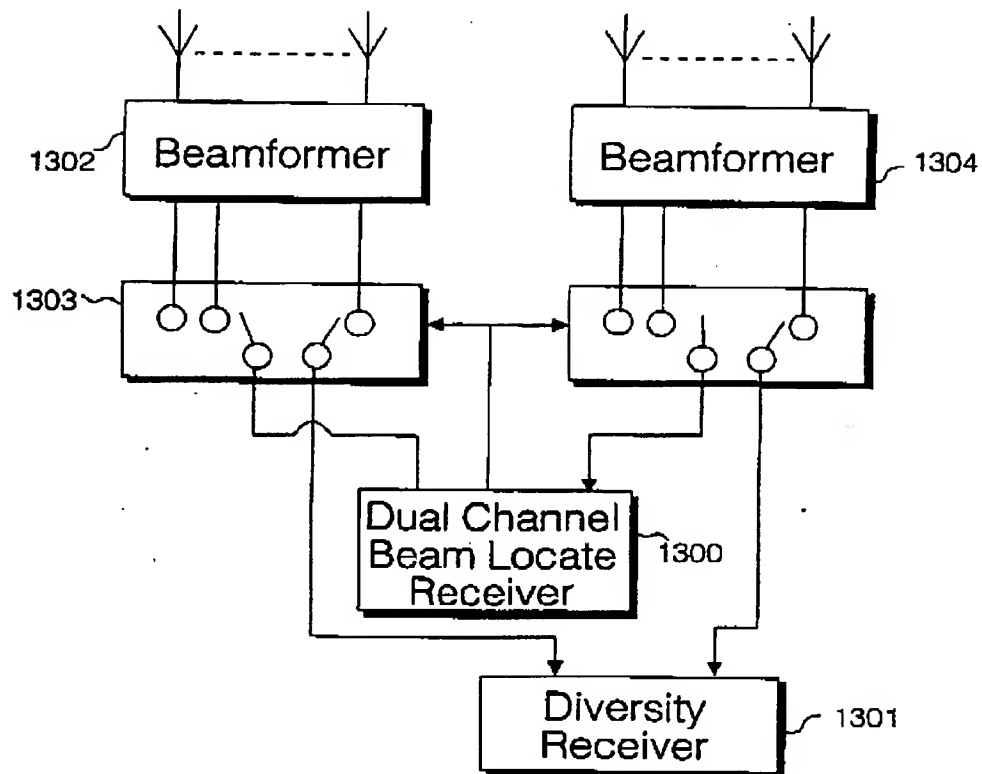 Beamformer
1302
Beamformer
1304
1303
Dual Channel
Beam Locate
Receiver
1300
Diversity
Receiver
1301